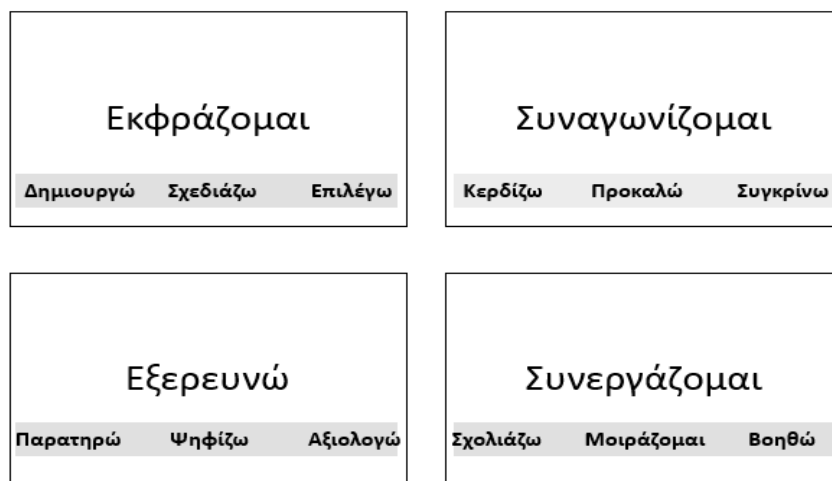 Εκφράζομαι
Δημιουργώ Σχεδιάζω Επιλέγω
Συναγωνίζομαι
Κερδίζω Προκαλώ Συγκρίνω
Εξερευνώ
Παρατηρώ Ψηφίζω Αξιολογώ
Συνεργάζομαι
Σχολιάζω Μοιράζομαι Βοηθώ